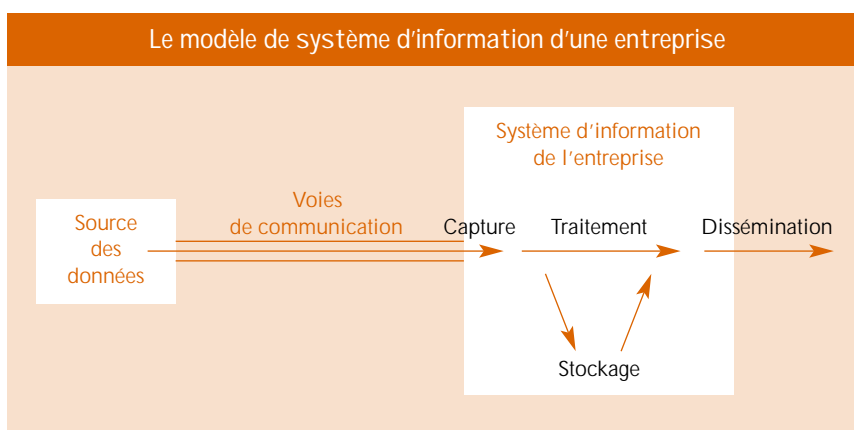 Le modèle de système d'information d'une entreprise
Système d'information
de l'entreprise
Voies
de communication
Source
des
données
Capture
Traitement
Dissémination
Stockage